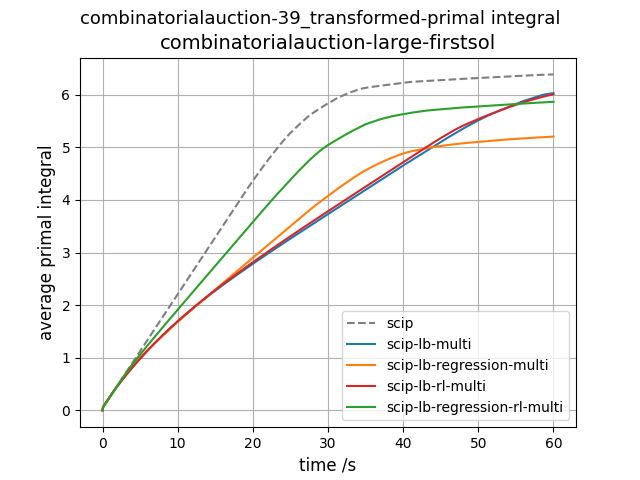 combinatorialauction-39_transformed-primal integral
combinatorialauction-large-firstsol
average primal integral
6
5
4
3
2
1
0
scip
scip-lb-multi
scip-lb-regression-multi
scip-lb-rl-multi
scip-lb-regression-rl-multi
0 10 20 30 40 50 60
time /s